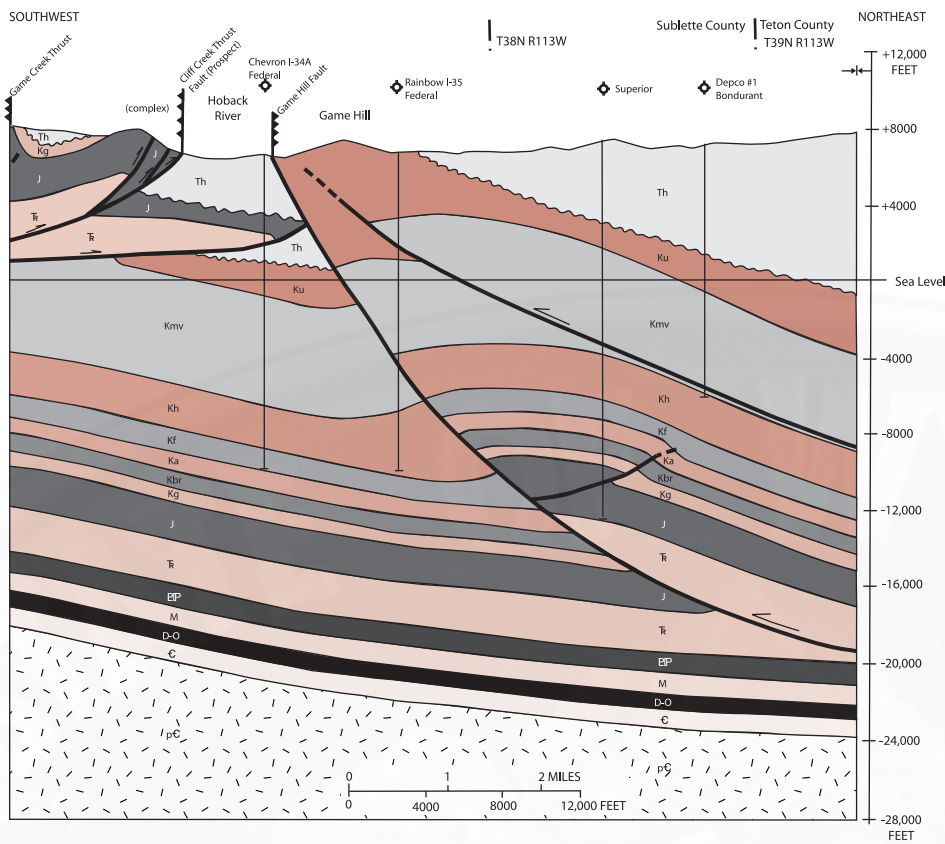 SOUTHWEST
NORTHEAST
Sublette County
Teton County
T38N R113W
T39N R113W
Game Creek Thrust
Cliff Creek Thrust
Fault (Prospect)
Chevron I-34A
Federal
Game Hill Fault
Rainbow I-35
Federal
Superior
Depco #1
Bondurant
(complex)
Hoback
River
Game Hill
+12,000
FEET
+8000
+4000
Sea Level
-4000
-8000
-12,000
-16,000
-20,000
-24,000
-28,000
FEET
Th
Kg
J
J
Th
Th
J
Ku
Th
Ku
Kmv
Kmv
Kh
Kh
Kf
Kf
Ka
Ka
Kbr
Kbr
Kg
Kg
J
J
J
M
M
D-O
D-O
0 1 2 MILES
0 4000 8000 12,000 FEET